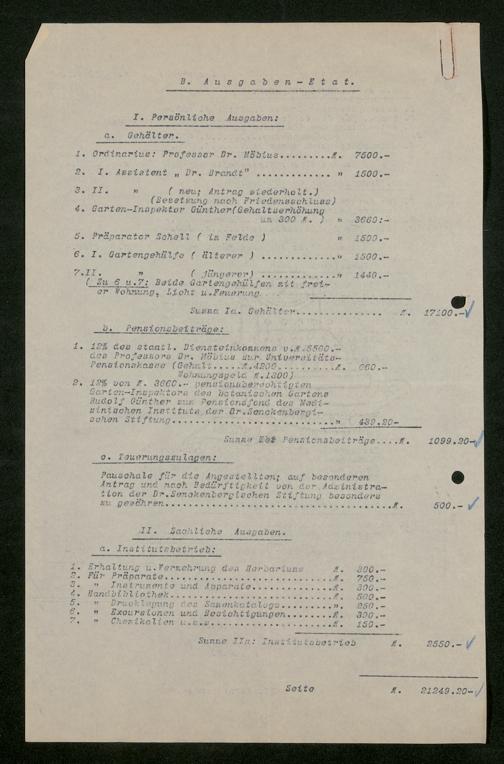 B. Ausgaben-Etat.
I. Persönliche Ausgaben:
a. Gehälter.
1. Ordinarius: Professor Dr. Möbius.........M. 7500.-
2. I. Assistent „ Dr. Brandt" ............ " 1500.-
3. II. " ( neu; Antrag wiederholt.)
(Besetzung nach Friedensschluss)
4. Garten-Inspektor Günther(Gehaltserhöhung
um 300 M. ) " 3660:-
5. Präparator Schell ( im Felde ) " 1500.-
6. I. Gartengehilfe ( älterer ) ............ " 1500.-
7.II. " ( jüngerer) ............ " 1440.-
( Zu 6 u.7: Beide Gartengehilfen mit frei-
er Wohnung, Licht u.Feuerung
Summe Ia. Gehälter............M. 17100.-
b. Pensionsbeiträge:
1. 12% des staatl. Diensteinkommens v.M.5500.-
des Professors Dr. Möbius zur Universitäts-
Pensionskasse (Gehalt.....M.4200.........M. 660.-
Wohnungsgeld M.1300)
2. 12% von M. 3660.- pensionsberechtigten
Garten-Inspektors des botanischen Gartens
Rudolf Günther zum Pensionsfond des Medi-
zinischen Instituts der Dr.Senckenbergi-
schen Stiftung.......................... " 439.20-
Summe Pensionsbeiträge....M. 1099.20-
c. Teuerungszulagen:
Pauschale für die Angestellten; auf besonderen
Antrag und nach Bedürftigkeit von der Administra-
tion der Dr.Senckenbergischen Stiftung besonders
zu gewähren......................................M. 500.-
II. Sachliche Ausgaben.
a. Institutsbetrieb:
1. Erhaltung u.Vermehrung des Herbariums M. 300.-
2. Für Präparate......................... M. 750.-
3. " Instrumente und Apparate............ M. 300.-
4. Handbibliothek........................ M. 500.-
5. " Drucklegung des Samenkatalogs....... " 250.-
6. " Exoursionen und Besichtigungen...... M. 300.-
7. " Chemikalien u.s.w................... M. 150.-
Summe IIa: Institutsbetrieb M. 2550.-
Seite M. 21249.20-